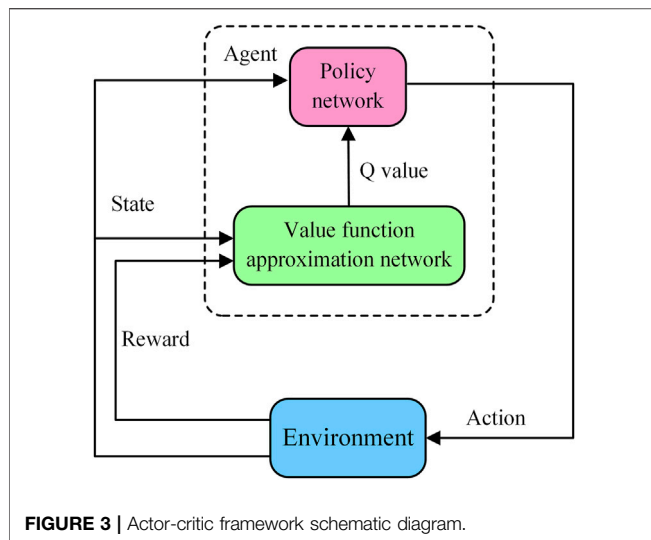 Agent
Policy
network
Q value
State
Value function
approximation network
Reward
Action
Environment
FIGURE 3 | Actor-critic framework schematic diagram.